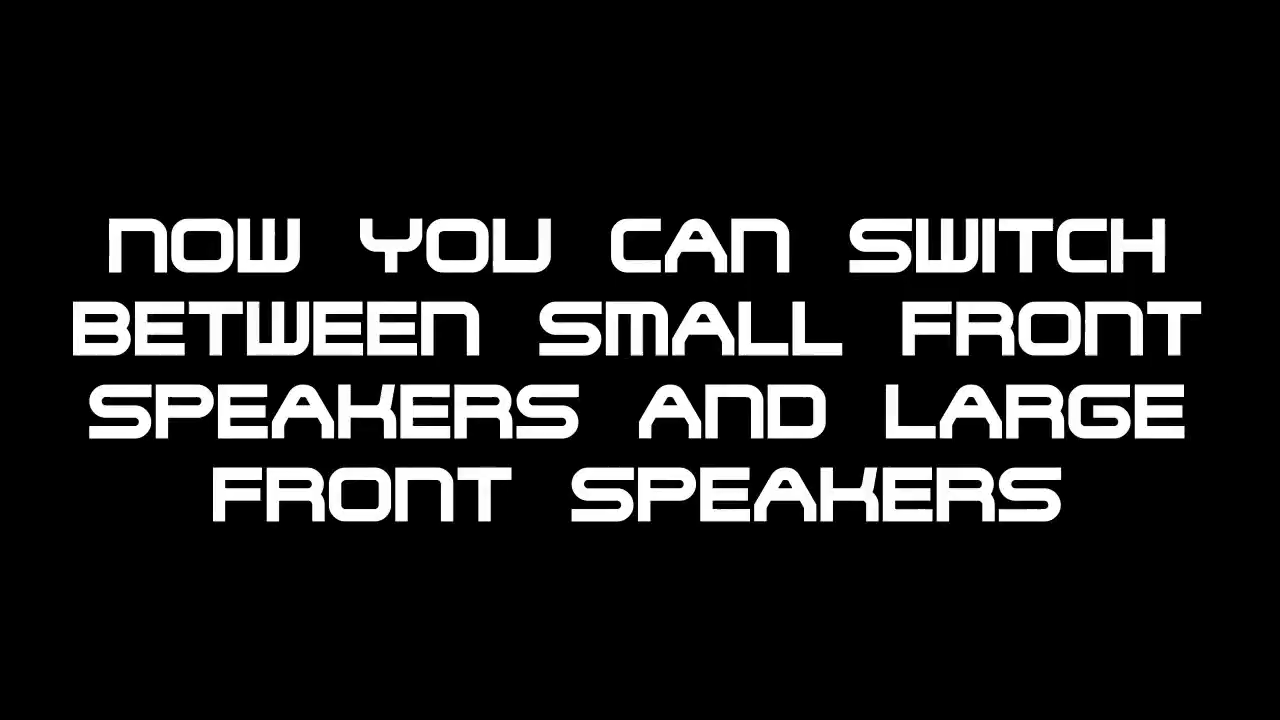 NOW YOU CAN SWITCH
BETWEEN SMALL FRONT
SPEAKERS AND LARGE
FRONT SPEAKERS